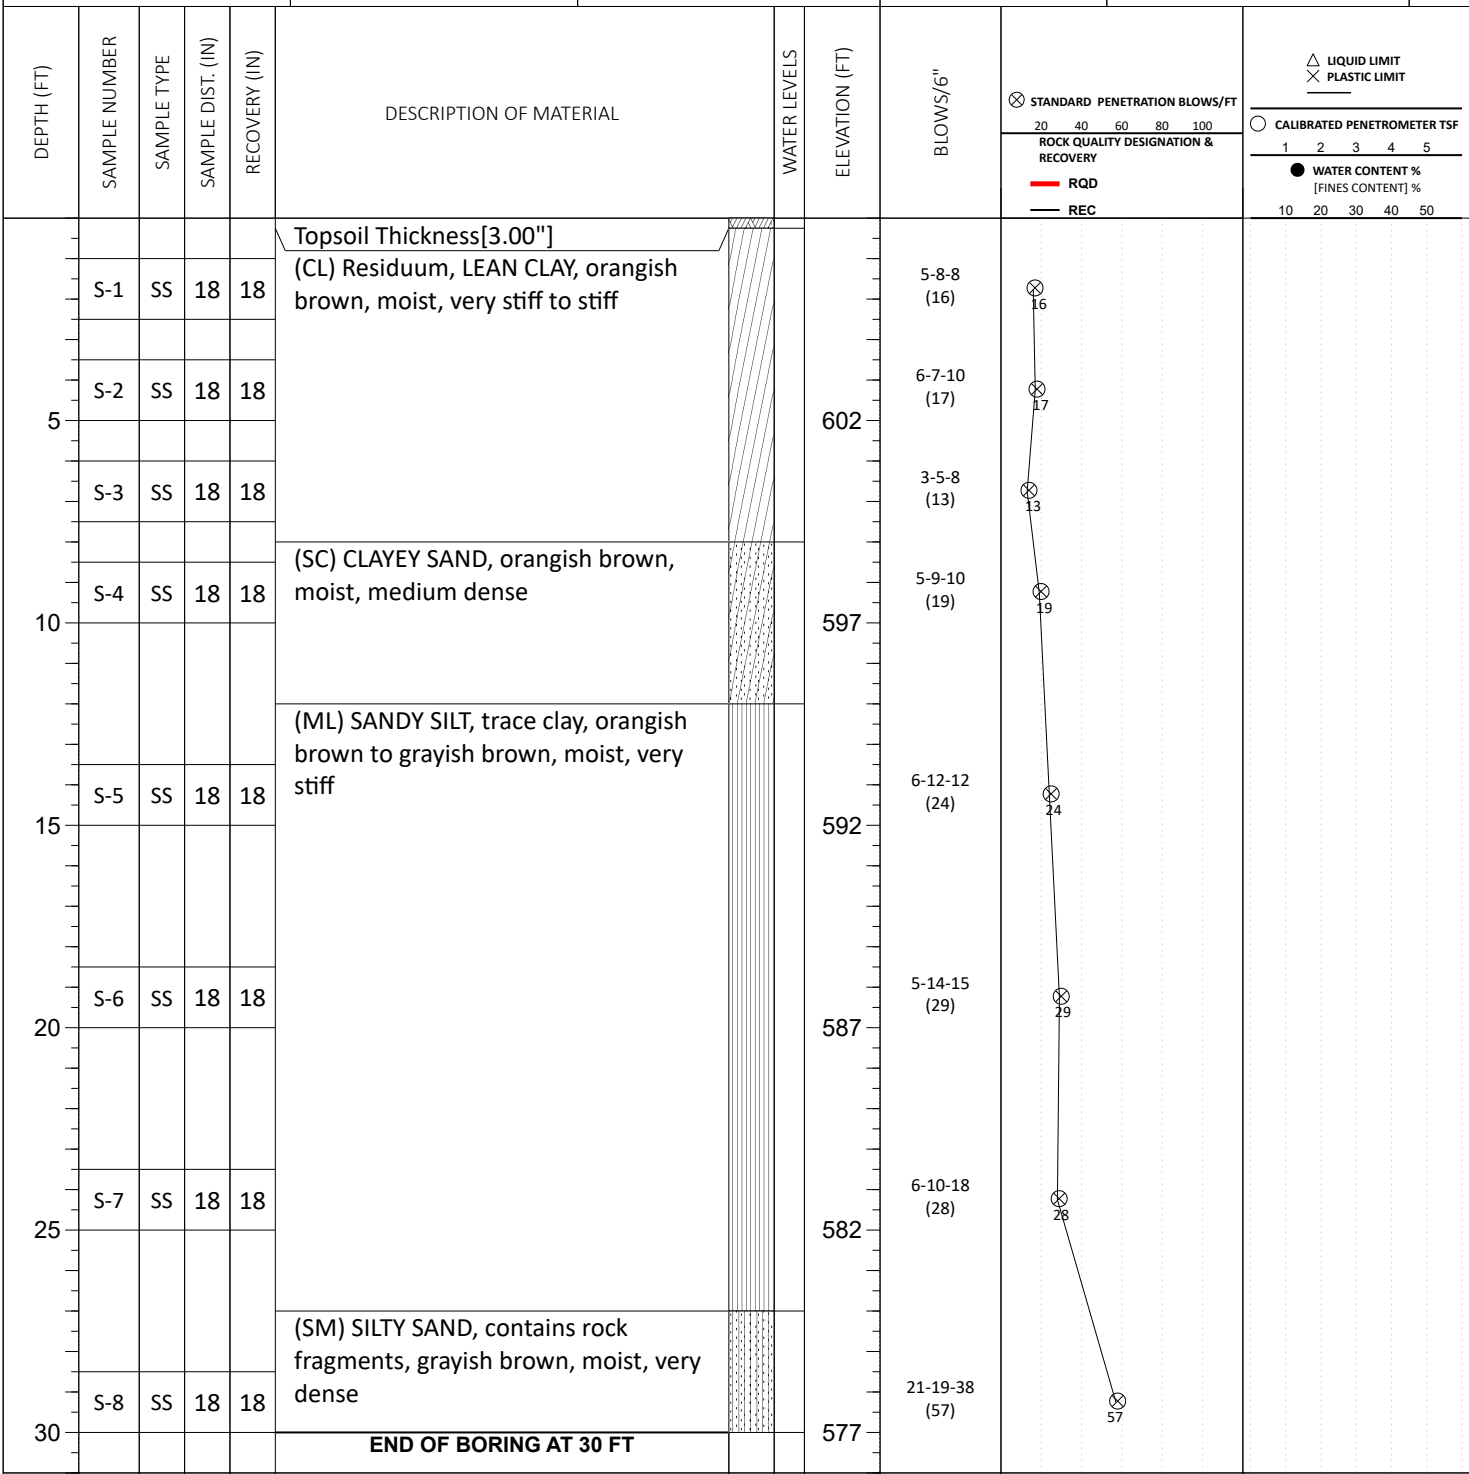 DEPTH (FT)
SAMPLE NUMBER
SAMPLE TYPE
SAMPLE DIST. (IN)
RECOVERY (IN)
DESCRIPTION OF MATERIAL
WATER LEVELS
ELEVATION (FT)
BLOWS/6"
STANDARD PENETRATION BLOWS/FT
20 40 60 80 100
ROCK QUALITY DESIGNATION &
RECOVERY
RQD
REC
LIQUID LIMIT
PLASTIC LIMIT
CALIBRATED PENETROMETER TSF
1 2 3 4 5
WATER CONTENT %
[FINES CONTENT] %
10 20 30 40 50
Topsoil Thickness[3.00"]
(CL) Residuum, LEAN CLAY, orangish
brown, moist, very stiff to stiff
S-1 SS 18 18
5-8-8
(16)
16
S-2 SS 18 18
6-7-10
(17)
17
5
602
S-3 SS 18 18
3-5-8
(13)
13
(SC) CLAYEY SAND, orangish brown,
moist, medium dense
S-4 SS 18 18
5-9-10
(19)
19
10
597
(ML) SANDY SILT, trace clay, orangish
brown to grayish brown, moist, very
stiff
S-5 SS 18 18
6-12-12
(24)
24
15
592
S-6 SS 18 18
5-14-15
(29)
29
20
587
S-7 SS 18 18
6-10-18
(28)
28
25
582
(SM) SILTY SAND, contains rock
fragments, grayish brown, moist, very
dense
S-8 SS 18 18
21-19-38
(57)
57
30
577
END OF BORING AT 30 FT